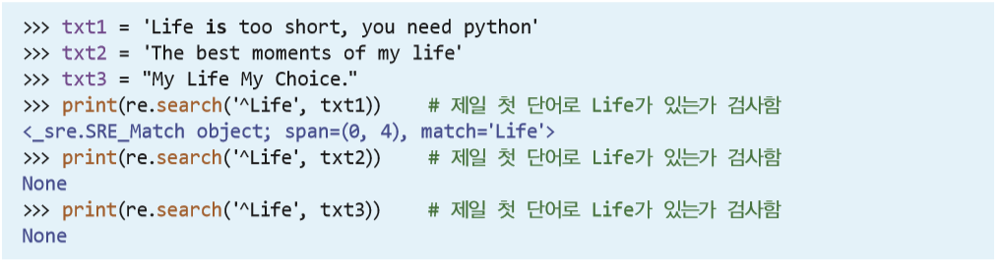 >>> txt1 = 'Life is too short, you need python'
>>> txt2 = 'The best moments of my life'
>>> txt3 = "My Life My Choice."
>>> print(re.search('^Life', txt1))    # 제일 첫 단어로 Life가 있는가 검사함
<_sre.SRE_Match object; span=(0, 4), match='Life'>
>>> print(re.search('^Life', txt2))    # 제일 첫 단어로 Life가 있는가 검사함
None
>>> print(re.search('^Life', txt3))    # 제일 첫 단어로 Life가 있는가 검사함
None